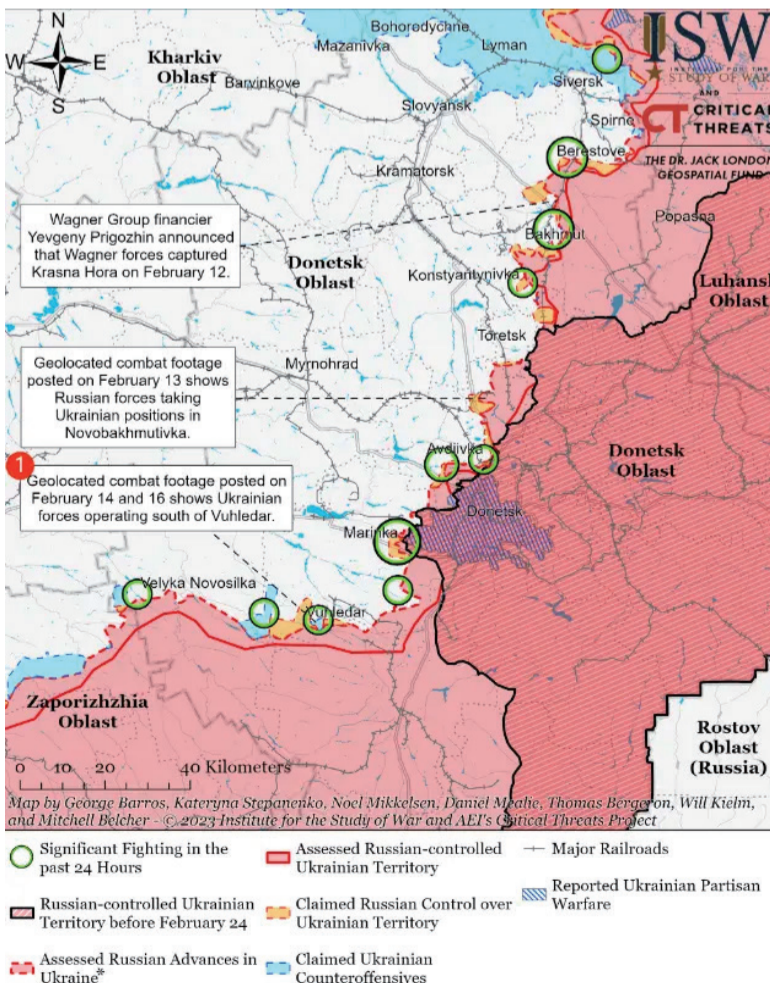 N
W E
S
Kharkiv
Oblast
Bohorodychne
Mazanivka
Lyman
Barvinkove
Slovyansk
Siversk
Spirne
Kramatorsk
Berestove
ISW
INSTITUTE FOR THE
STUDY OF WAR
AND
CT CRITICAL
THREATS
THE DR. JACK LONDON
GEOSPATIAL FUND
Wagner Group financier
Yevgeny Prigozhin announced
that Wagner forces captured
Krasna Hora on February 12.
Donetsk
Oblast
Bakhmut
Popasna
Konstyantynivka
Luhansk
Oblast
Toretsk
Myrnohrad
Geolocated combat footage
posted on February 13 shows
Russian forces taking
Ukrainian positions in
Novobakhmutivka.
Avdiivka
Donetsk
Oblast
1
Geolocated combat footage posted on
February 14 and 16 shows Ukrainian
forces operating south of Vuhledar.
Donetsk
Marinka
Velyka Novosilka
Vuhledar
Zaporizhzhia
Oblast
Rostov
Oblast
(Russia)
0 20 40 Kilometers
Map by George Barros, Kateryna Stepanenko, Noel Mikkelsen, Daniel Mealie, Thomas Bergeron, Will Kielm,
and Mitchell Belcher - © 2023 Institute for the Study of War and AEI's Critical Threats Project
Significant Fighting in the
past 24 Hours
Russian-controlled Ukrainian
Territory before February 24
Assessed Russian Advances in
Ukraine*
Assessed Russian-controlled
Ukrainian Territory
Claimed Russian Control over
Ukrainian Territory
Claimed Ukrainian
Counteroffensives
Major Railroads
Reported Ukrainian Partisan
Warfare